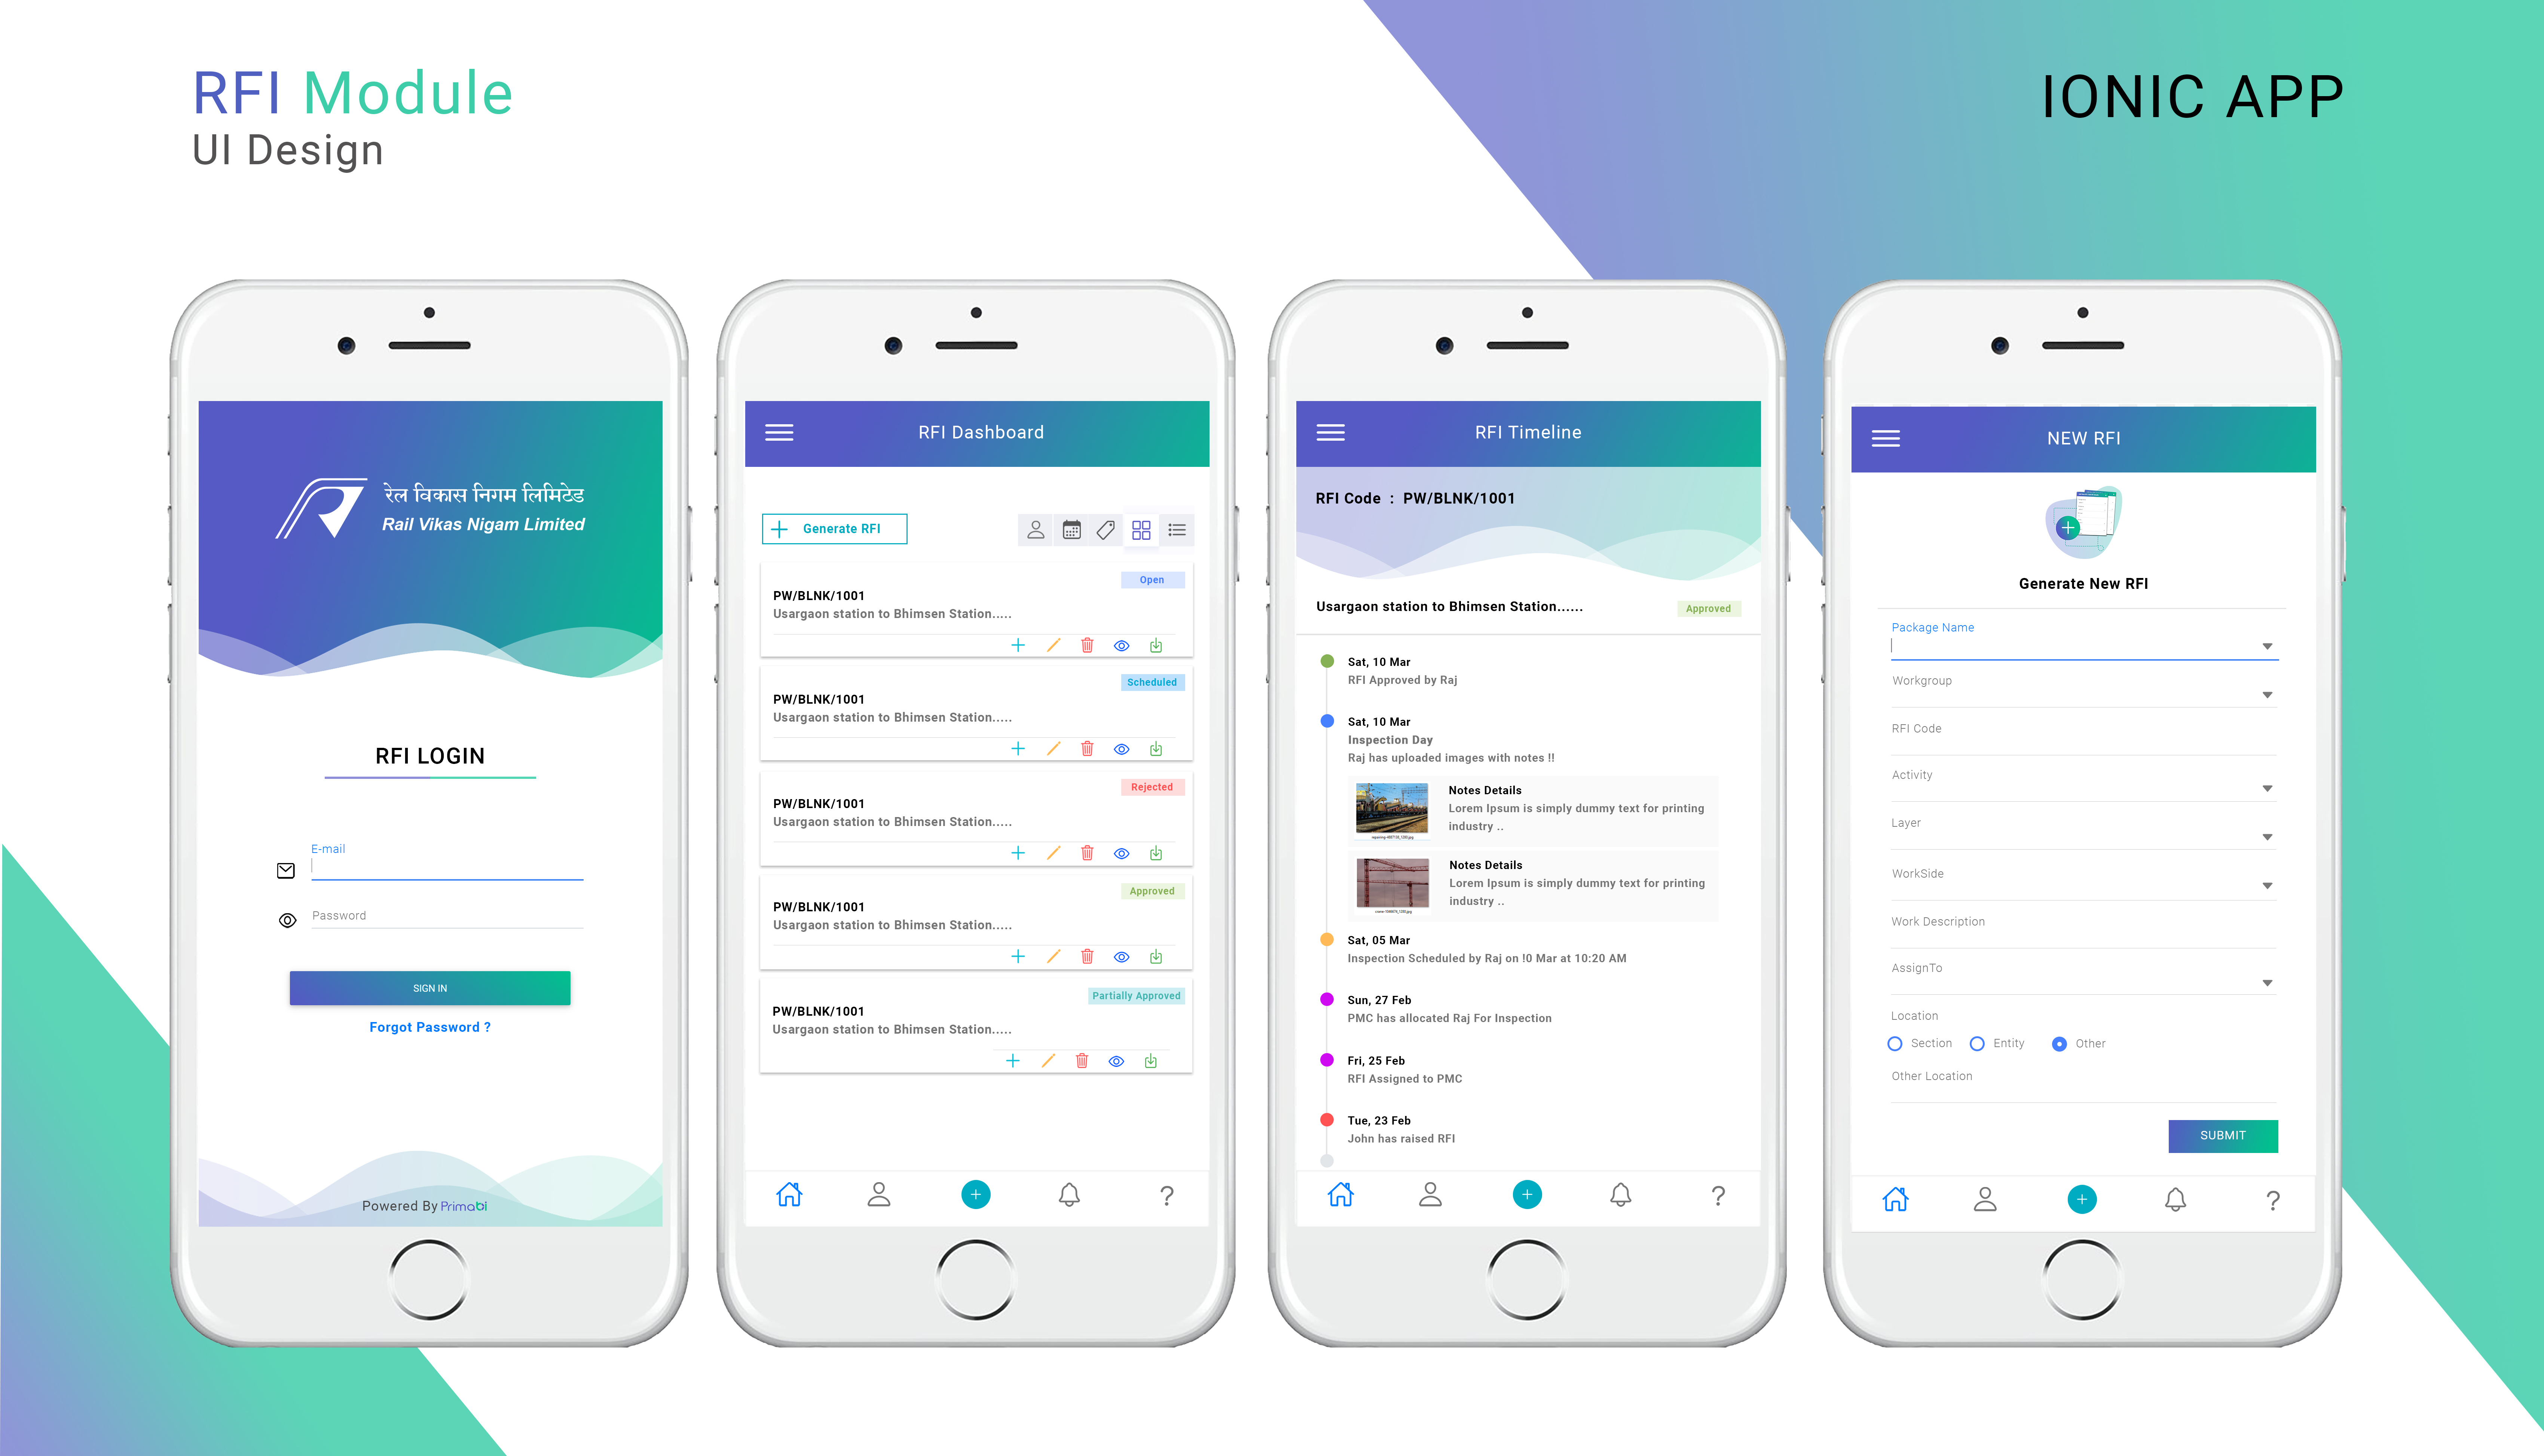 RFI Module
UI Design
IONIC APP
रेल विकास निगम लिमिटेड
Rail Vikas Nigam Limited
RFI LOGIN
E-mail
Password
SIGN IN
Forgot Password ?
Powered By Primabi
RFI Dashboard
Generate RFI
Open
PW/BLNK/1001
Usargaon station to Bhimsen Station.....
Scheduled
PW/BLNK/1001
Usargaon station to Bhimsen Station.....
Rejected
PW/BLNK/1001
Usargaon station to Bhimsen Station.....
Approved
PW/BLNK/1001
Usargaon station to Bhimsen Station.....
Partially Approved
PW/BLNK/1001
Usargaon station to Bhimsen Station.....
RFI Timeline
RFI Code : PW/BLNK/1001
Usargaon station to Bhimsen Station......
Approved
Sat, 10 Mar
RFI Approved by Raj
Sat, 10 Mar
Inspection Day
Raj has uploaded images with notes !!
Notes Details
Lorem Ipsum is simply dummy text for printing
industry ..
Notes Details
Lorem Ipsum is simply dummy text for printing
industry ..
Sat, 05 Mar
Inspection Scheduled by Raj on !0 Mar at 10:20 AM
Sun, 27 Feb
PMC has allocated Raj For Inspection
Fri, 25 Feb
RFI Assigned to PMC
Tue, 23 Feb
John has raised RFI
NEW RFI
Generate New RFI
Package Name
Workgroup
RFI Code
Activity
Layer
WorkSide
Work Description
AssignTo
Location
Section Entity Other
Other Location
SUBMIT